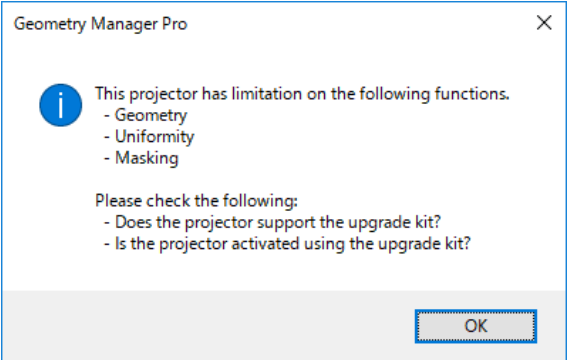 Geometry Manager Pro
This projector has limitation on the following functions.
- Geometry
- Uniformity
- Masking
Please check the following:
- Does the projector support the upgrade kit?
- Is the projector activated using the upgrade kit?
OK